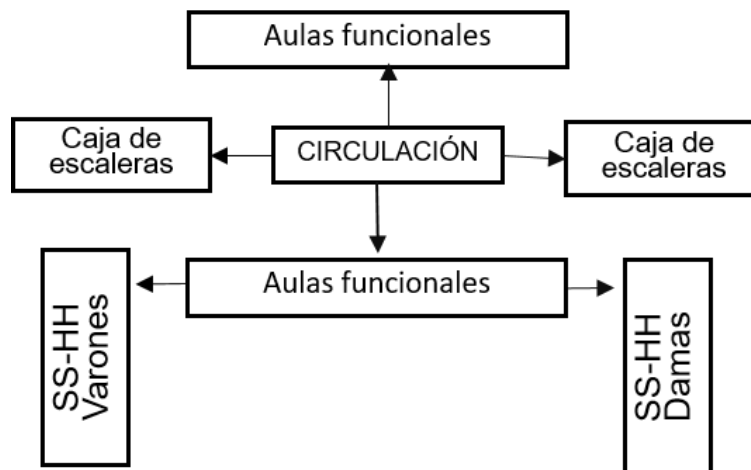 Aulas funcionales
Caja de
escaleras
CIRCULACIÓN
Caja de
escaleras
Aulas funcionales
SS-HH
Varones
SS-HH
Damas